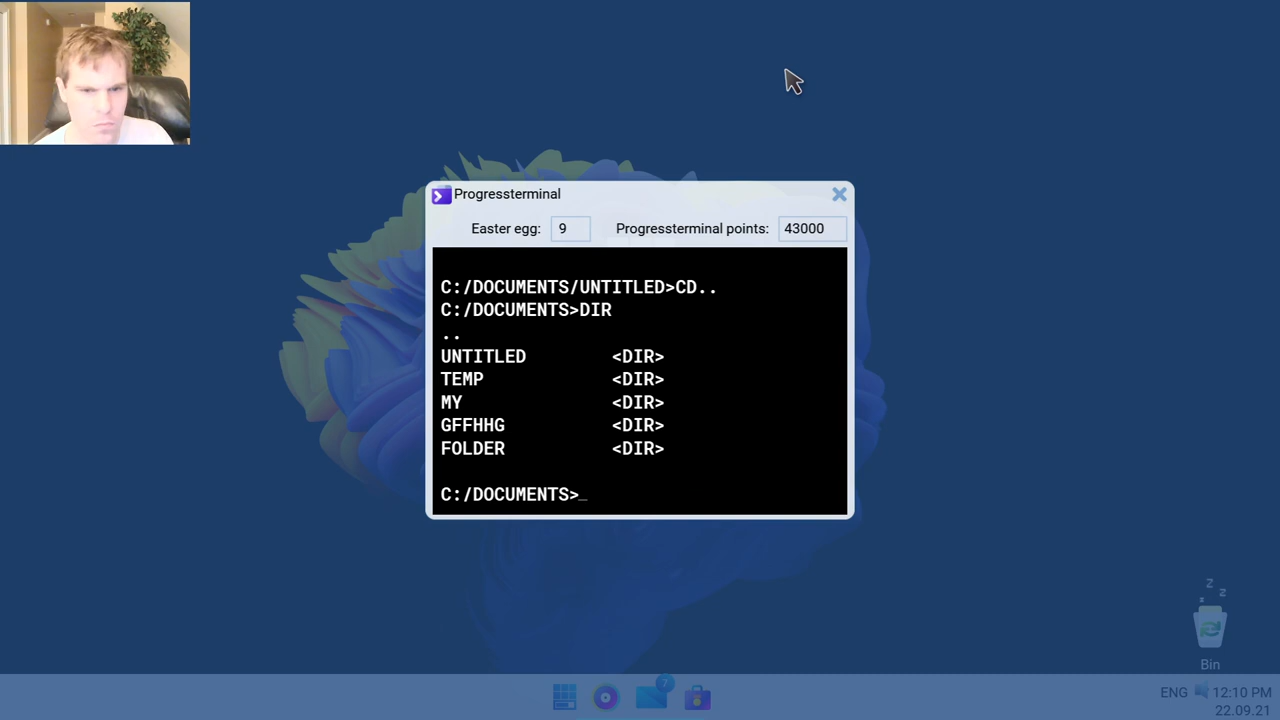 Progressterminal
Easter egg: 9 Progressterminal points: 43000
C:/DOCUMENTS/UNTITLED>CD..
C:/DOCUMENTS>DIR
..
UNTITLED <DIR>
TEMP <DIR>
MY <DIR>
GFFHHG <DIR>
FOLDER <DIR>
C:/DOCUMENTS>_
z z z
Bin
7
ENG 12:10 PM
22.09.21